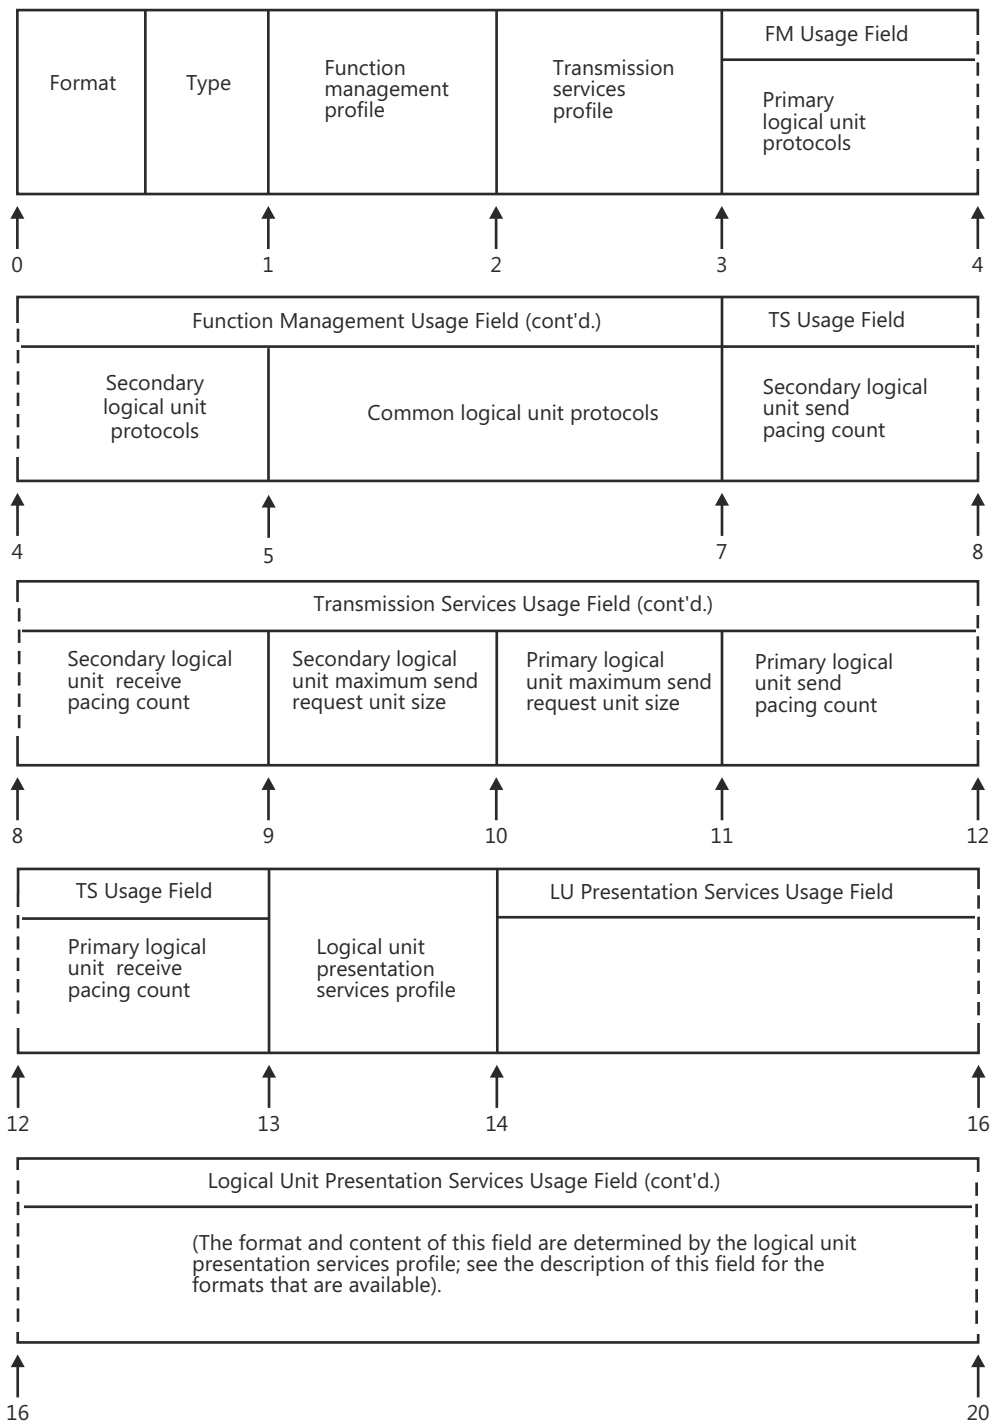 FM Usage Field
Format
Type
Function
management
profile
Transmission
services
profile
Primary
logical unit
protocols
0
1
2
3
4
Function Management Usage Field (cont'd.)
TS Usage Field
Secondary
logical unit
protocols
Common logical unit protocols
Secondary logical
unit send
pacing count
4
5
7
8
Transmission Services Usage Field (cont'd.)
Secondary logical
unit receive
pacing count
Secondary logical
unit maximum send
request unit size
Primary logical
unit maximum send
request unit size
Primary logical
unit send
pacing count
8
9
10
11
12
TS Usage Field
LU Presentation Services Usage Field
Primary logical
unit receive
pacing count
Logical unit
presentation
services profile
12
13
14
16
Logical Unit Presentation Services Usage Field (cont'd.)
(The format and content of this field are determined by the logical unit
presentation services profile; see the description of this field for the
formats that are available).
16
20